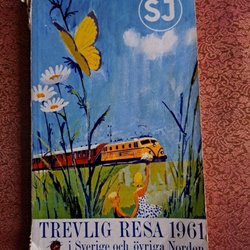 SJ
TREVLIG RESA 1961
i Sverige och övriga Norden